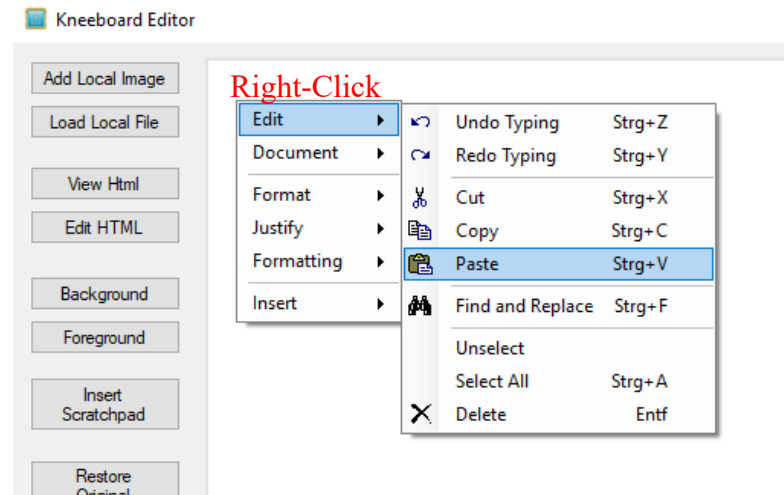 Kneeboard Editor
Add Local Image
Load Local File
View Html
Edit HTML
Background
Foreground
Insert
Scratchpad
Restore
Original
Right-Click
Edit
Document
Format
Justify
Formatting
Insert
Undo Typing Strg+Z
Redo Typing Strg+Y
Cut Strg+X
Copy Strg+C
Paste Strg+V
Find and Replace Strg+F
Unselect
Select All Strg+A
Delete Entf